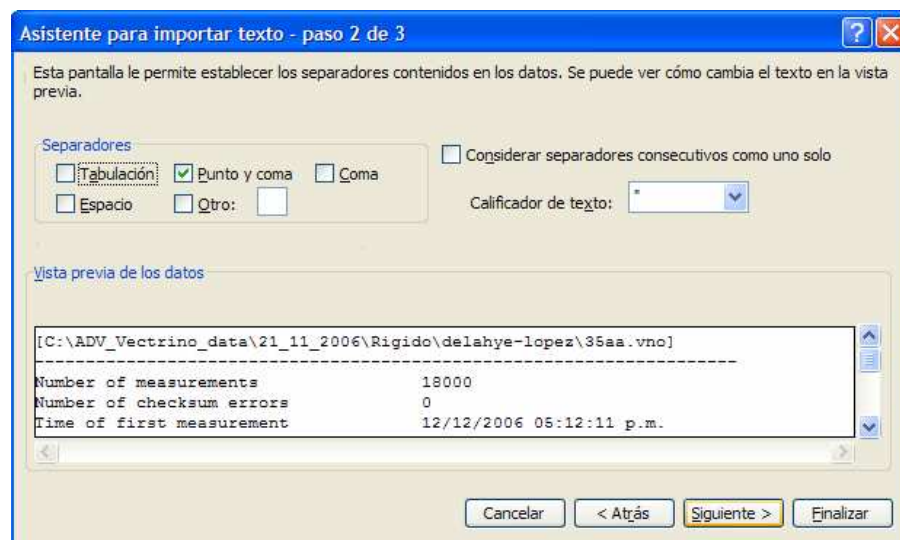 Asistente para importar texto - paso 2 de 3
Esta pantalla le permite establecer los separadores contenidos en los datos. Se puede ver cómo cambia el texto en la vista
previa.
Separadores
Tabulación Punto y coma Coma
Espacio Otro:
Considerar separadores consecutivos como uno solo
Calificador de texto: "
Vista previa de los datos
[C:\ADV_Vectrino_data\21_11_2006\Rigido\delahye-lopez\35aa.vno]
---------------------------------------------------------------------
Number of measurements 18000
Number of checksum errors 0
Time of first measurement 12/12/2006 05:12:11 p.m.
Cancelar < Atrás Siguiente > Finalizar